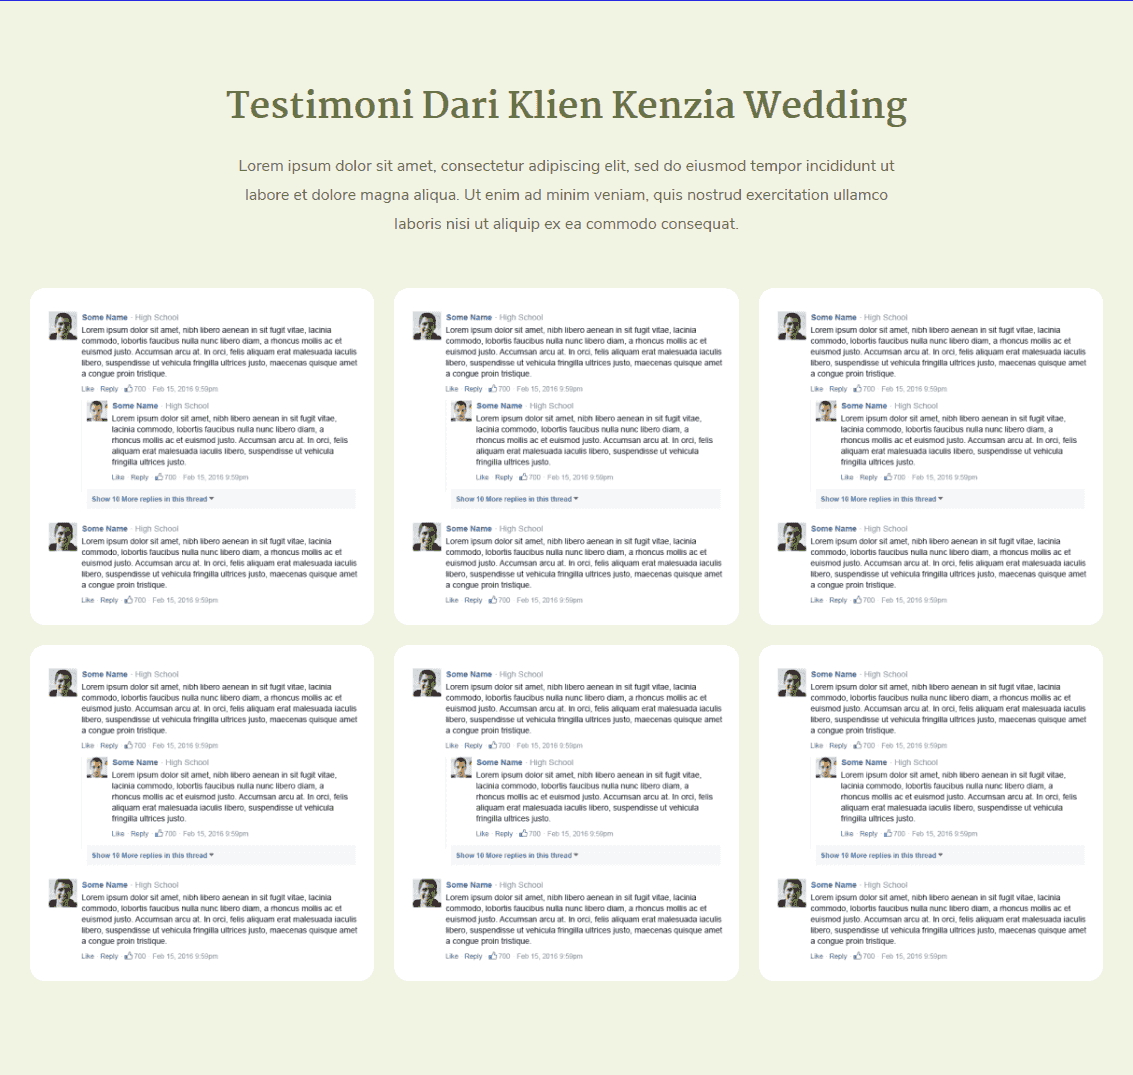 Testimoni Dari Klien Kenzia Wedding
Lorem ipsum dolor sit amet, consectetur adipiscing elit, sed do eiusmod tempor incididunt ut
labore et dolore magna aliqua. Ut enim ad minim veniam, quis nostrud exercitation ullamco
laboris nisi ut aliquip ex ea commodo consequat.
Some Name · High School
Lorem ipsum dolor sit amet, nibh libero aenean in sit fugit vitae, lacinia
commodo, lobortis faucibus nulla nunc libero diam, a rhoncus mollis ac et
euismod justo. Accumsan arcu at. In orci, felis aliquam erat malesuada iaculis
libero, suspendisse ut vehicula fringilla ultrices justo, maecenas quisque amet
a congue proin tristique.
Like · Reply · 700 · Feb 15, 2016 9:59pm
Some Name · High School
Lorem ipsum dolor sit amet, nibh libero aenean in sit fugit vitae,
lacinia commodo, lobortis faucibus nulla nunc libero diam, a
rhoncus mollis ac et euismod justo. Accumsan arcu at. In orci, felis
aliquam erat malesuada iaculis libero, suspendisse ut vehicula
fringilla ultrices justo.
Like · Reply · 700 · Feb 15, 2016 9:59pm
Show 10 More replies in this thread
Some Name · High School
Lorem ipsum dolor sit amet, nibh libero aenean in sit fugit vitae, lacinia
commodo, lobortis faucibus nulla nunc libero diam, a rhoncus mollis ac et
euismod justo. Accumsan arcu at. In orci, felis aliquam erat malesuada iaculis
libero, suspendisse ut vehicula fringilla ultrices justo, maecenas quisque amet
a congue proin tristique.
Like · Reply · 700 · Feb 15, 2016 9:59pm
Some Name · High School
Lorem ipsum dolor sit amet, nibh libero aenean in sit fugit vitae, lacinia
commodo, lobortis faucibus nulla nunc libero diam, a rhoncus mollis ac et
euismod justo. Accumsan arcu at. In orci, felis aliquam erat malesuada iaculis
libero, suspendisse ut vehicula fringilla ultrices justo, maecenas quisque amet
a congue proin tristique.
Like · Reply · 700 · Feb 15, 2016 9:59pm
Some Name · High School
Lorem ipsum dolor sit amet, nibh libero aenean in sit fugit vitae,
lacinia commodo, lobortis faucibus nulla nunc libero diam, a
rhoncus mollis ac et euismod justo. Accumsan arcu at. In orci, felis
aliquam erat malesuada iaculis libero, suspendisse ut vehicula
fringilla ultrices justo.
Like · Reply · 700 · Feb 15, 2016 9:59pm
Show 10 More replies in this thread
Some Name · High School
Lorem ipsum dolor sit amet, nibh libero aenean in sit fugit vitae, lacinia
commodo, lobortis faucibus nulla nunc libero diam, a rhoncus mollis ac et
euismod justo. Accumsan arcu at. In orci, felis aliquam erat malesuada iaculis
libero, suspendisse ut vehicula fringilla ultrices justo, maecenas quisque amet
a congue proin tristique.
Like · Reply · 700 · Feb 15, 2016 9:59pm
Some Name · High School
Lorem ipsum dolor sit amet, nibh libero aenean in sit fugit vitae, lacinia
commodo, lobortis faucibus nulla nunc libero diam, a rhoncus mollis ac et
euismod justo. Accumsan arcu at. In orci, felis aliquam erat malesuada iaculis
libero, suspendisse ut vehicula fringilla ultrices justo, maecenas quisque amet
a congue proin tristique.
Like · Reply · 700 · Feb 15, 2016 9:59pm
Some Name · High School
Lorem ipsum dolor sit amet, nibh libero aenean in sit fugit vitae,
lacinia commodo, lobortis faucibus nulla nunc libero diam, a
rhoncus mollis ac et euismod justo. Accumsan arcu at. In orci, felis
aliquam erat malesuada iaculis libero, suspendisse ut vehicula
fringilla ultrices justo.
Like · Reply · 700 · Feb 15, 2016 9:59pm
Show 10 More replies in this thread
Some Name · High School
Lorem ipsum dolor sit amet, nibh libero aenean in sit fugit vitae, lacinia
commodo, lobortis faucibus nulla nunc libero diam, a rhoncus mollis ac et
euismod justo. Accumsan arcu at. In orci, felis aliquam erat malesuada iaculis
libero, suspendisse ut vehicula fringilla ultrices justo, maecenas quisque amet
a congue proin tristique.
Like · Reply · 700 · Feb 15, 2016 9:59pm
Some Name · High School
Lorem ipsum dolor sit amet, nibh libero aenean in sit fugit vitae, lacinia
commodo, lobortis faucibus nulla nunc libero diam, a rhoncus mollis ac et
euismod justo. Accumsan arcu at. In orci, felis aliquam erat malesuada iaculis
libero, suspendisse ut vehicula fringilla ultrices justo, maecenas quisque amet
a congue proin tristique.
Like · Reply · 700 · Feb 15, 2016 9:59pm
Some Name · High School
Lorem ipsum dolor sit amet, nibh libero aenean in sit fugit vitae,
lacinia commodo, lobortis faucibus nulla nunc libero diam, a
rhoncus mollis ac et euismod justo. Accumsan arcu at. In orci, felis
aliquam erat malesuada iaculis libero, suspendisse ut vehicula
fringilla ultrices justo.
Like · Reply · 700 · Feb 15, 2016 9:59pm
Show 10 More replies in this thread
Some Name · High School
Lorem ipsum dolor sit amet, nibh libero aenean in sit fugit vitae, lacinia
commodo, lobortis faucibus nulla nunc libero diam, a rhoncus mollis ac et
euismod justo. Accumsan arcu at. In orci, felis aliquam erat malesuada iaculis
libero, suspendisse ut vehicula fringilla ultrices justo, maecenas quisque amet
a congue proin tristique.
Like · Reply · 700 · Feb 15, 2016 9:59pm
Some Name · High School
Lorem ipsum dolor sit amet, nibh libero aenean in sit fugit vitae, lacinia
commodo, lobortis faucibus nulla nunc libero diam, a rhoncus mollis ac et
euismod justo. Accumsan arcu at. In orci, felis aliquam erat malesuada iaculis
libero, suspendisse ut vehicula fringilla ultrices justo, maecenas quisque amet
a congue proin tristique.
Like · Reply · 700 · Feb 15, 2016 9:59pm
Some Name · High School
Lorem ipsum dolor sit amet, nibh libero aenean in sit fugit vitae,
lacinia commodo, lobortis faucibus nulla nunc libero diam, a
rhoncus mollis ac et euismod justo. Accumsan arcu at. In orci, felis
aliquam erat malesuada iaculis libero, suspendisse ut vehicula
fringilla ultrices justo.
Like · Reply · 700 · Feb 15, 2016 9:59pm
Show 10 More replies in this thread
Some Name · High School
Lorem ipsum dolor sit amet, nibh libero aenean in sit fugit vitae, lacinia
commodo, lobortis faucibus nulla nunc libero diam, a rhoncus mollis ac et
euismod justo. Accumsan arcu at. In orci, felis aliquam erat malesuada iaculis
libero, suspendisse ut vehicula fringilla ultrices justo, maecenas quisque amet
a congue proin tristique.
Like · Reply · 700 · Feb 15, 2016 9:59pm
Some Name · High School
Lorem ipsum dolor sit amet, nibh libero aenean in sit fugit vitae, lacinia
commodo, lobortis faucibus nulla nunc libero diam, a rhoncus mollis ac et
euismod justo. Accumsan arcu at. In orci, felis aliquam erat malesuada iaculis
libero, suspendisse ut vehicula fringilla ultrices justo, maecenas quisque amet
a congue proin tristique.
Like · Reply · 700 · Feb 15, 2016 9:59pm
Some Name · High School
Lorem ipsum dolor sit amet, nibh libero aenean in sit fugit vitae,
lacinia commodo, lobortis faucibus nulla nunc libero diam, a
rhoncus mollis ac et euismod justo. Accumsan arcu at. In orci, felis
aliquam erat malesuada iaculis libero, suspendisse ut vehicula
fringilla ultrices justo.
Like · Reply · 700 · Feb 15, 2016 9:59pm
Show 10 More replies in this thread
Some Name · High School
Lorem ipsum dolor sit amet, nibh libero aenean in sit fugit vitae, lacinia
commodo, lobortis faucibus nulla nunc libero diam, a rhoncus mollis ac et
euismod justo. Accumsan arcu at. In orci, felis aliquam erat malesuada iaculis
libero, suspendisse ut vehicula fringilla ultrices justo, maecenas quisque amet
a congue proin tristique.
Like · Reply · 700 · Feb 15, 2016 9:59pm